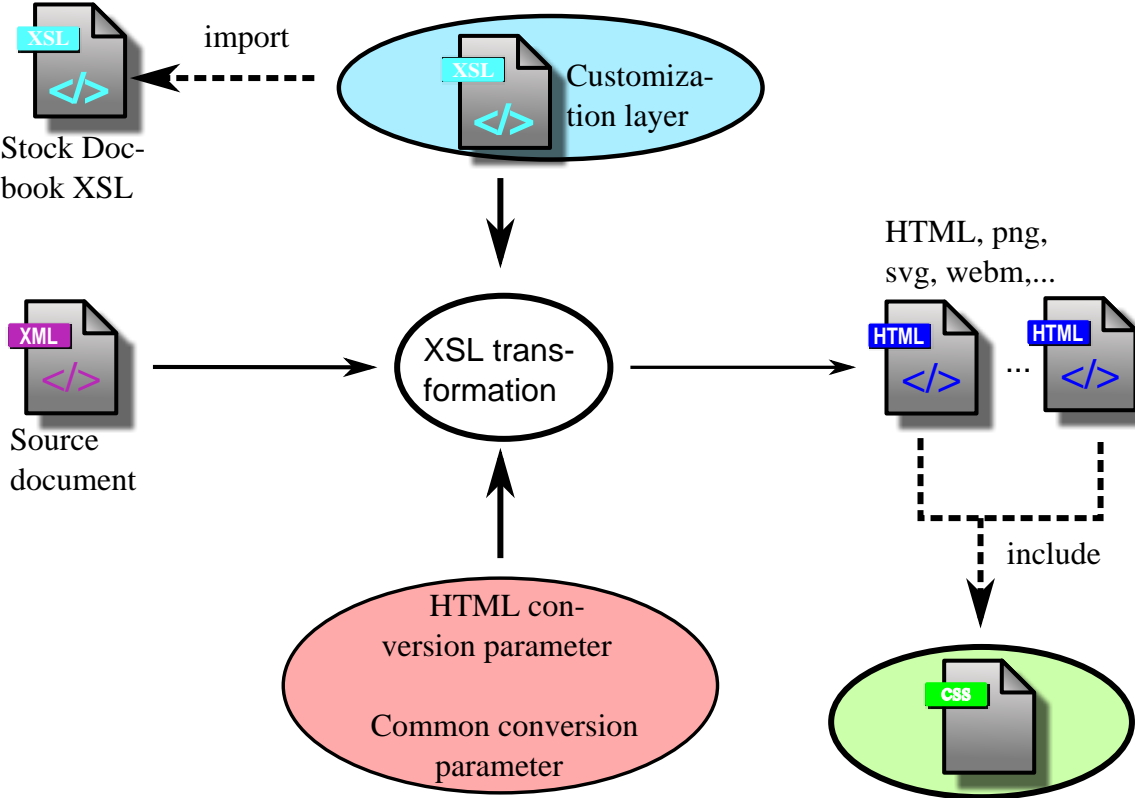 XSL
</>
import
XSL
</>
Customiza-
tion layer
Stock Doc-
book XSL
HTML, png,
svg, webm,...
XML
</>
Source
document
XSL trans-
formation
HTML
</>
...
HTML
</>
include
HTML con-
version parameter
Common conversion
parameter
CSS